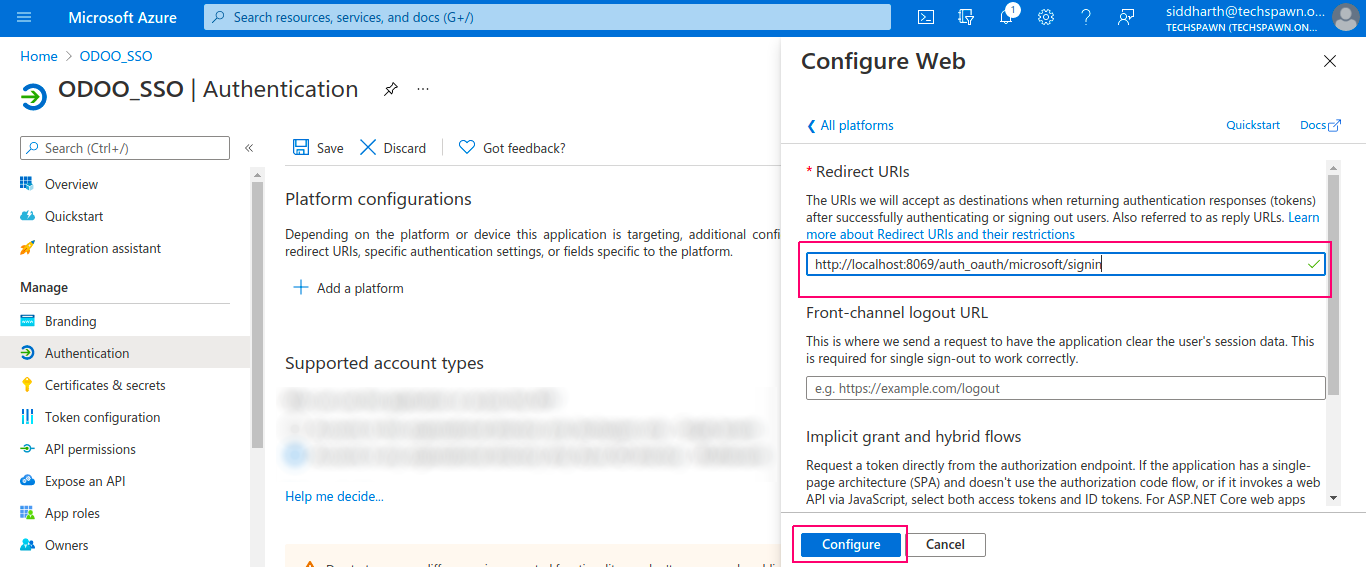 Microsoft Azure
Search resources, services, and docs (G+/)
1
siddharth@techspawn.o...
TECHSPAWN (TECHSPAWN.ON...
Home > ODOO_SSO
ODOO_SSO | Authentication
...
Search (Ctrl+/)
«
Overview
Quickstart
Integration assistant
Manage
Branding
Authentication
Certificates & secrets
Token configuration
API permissions
Expose an API
App roles
Owners
Save
Discard
Got feedback?
Platform configurations
Depending on the platform or device this application is targeting, additional confi
redirect URIs, specific authentication settings, or fields specific to the platform.
Add a platform
Supported account types
Help me decide...
Configure Web
All platforms
Quickstart
Docs
* Redirect URIs
The URIs we will accept as destinations when returning authentication responses (tokens)
after successfully authenticating or signing out users. Also referred to as reply URLs. Learn
more about Redirect URIs and their restrictions
http://localhost:8069/auth_oauth/microsoft/signin
Front-channel logout URL
This is where we send a request to have the application clear the user's session data. This
is required for single sign-out to work correctly.
e.g. https://example.com/logout
Implicit grant and hybrid flows
Request a token directly from the authorization endpoint. If the application has a single-
page architecture (SPA) and doesn't use the authorization code flow, or if it invokes a web
API via JavaScript, select both access tokens and ID tokens. For ASP.NET Core web apps
Configure
Cancel